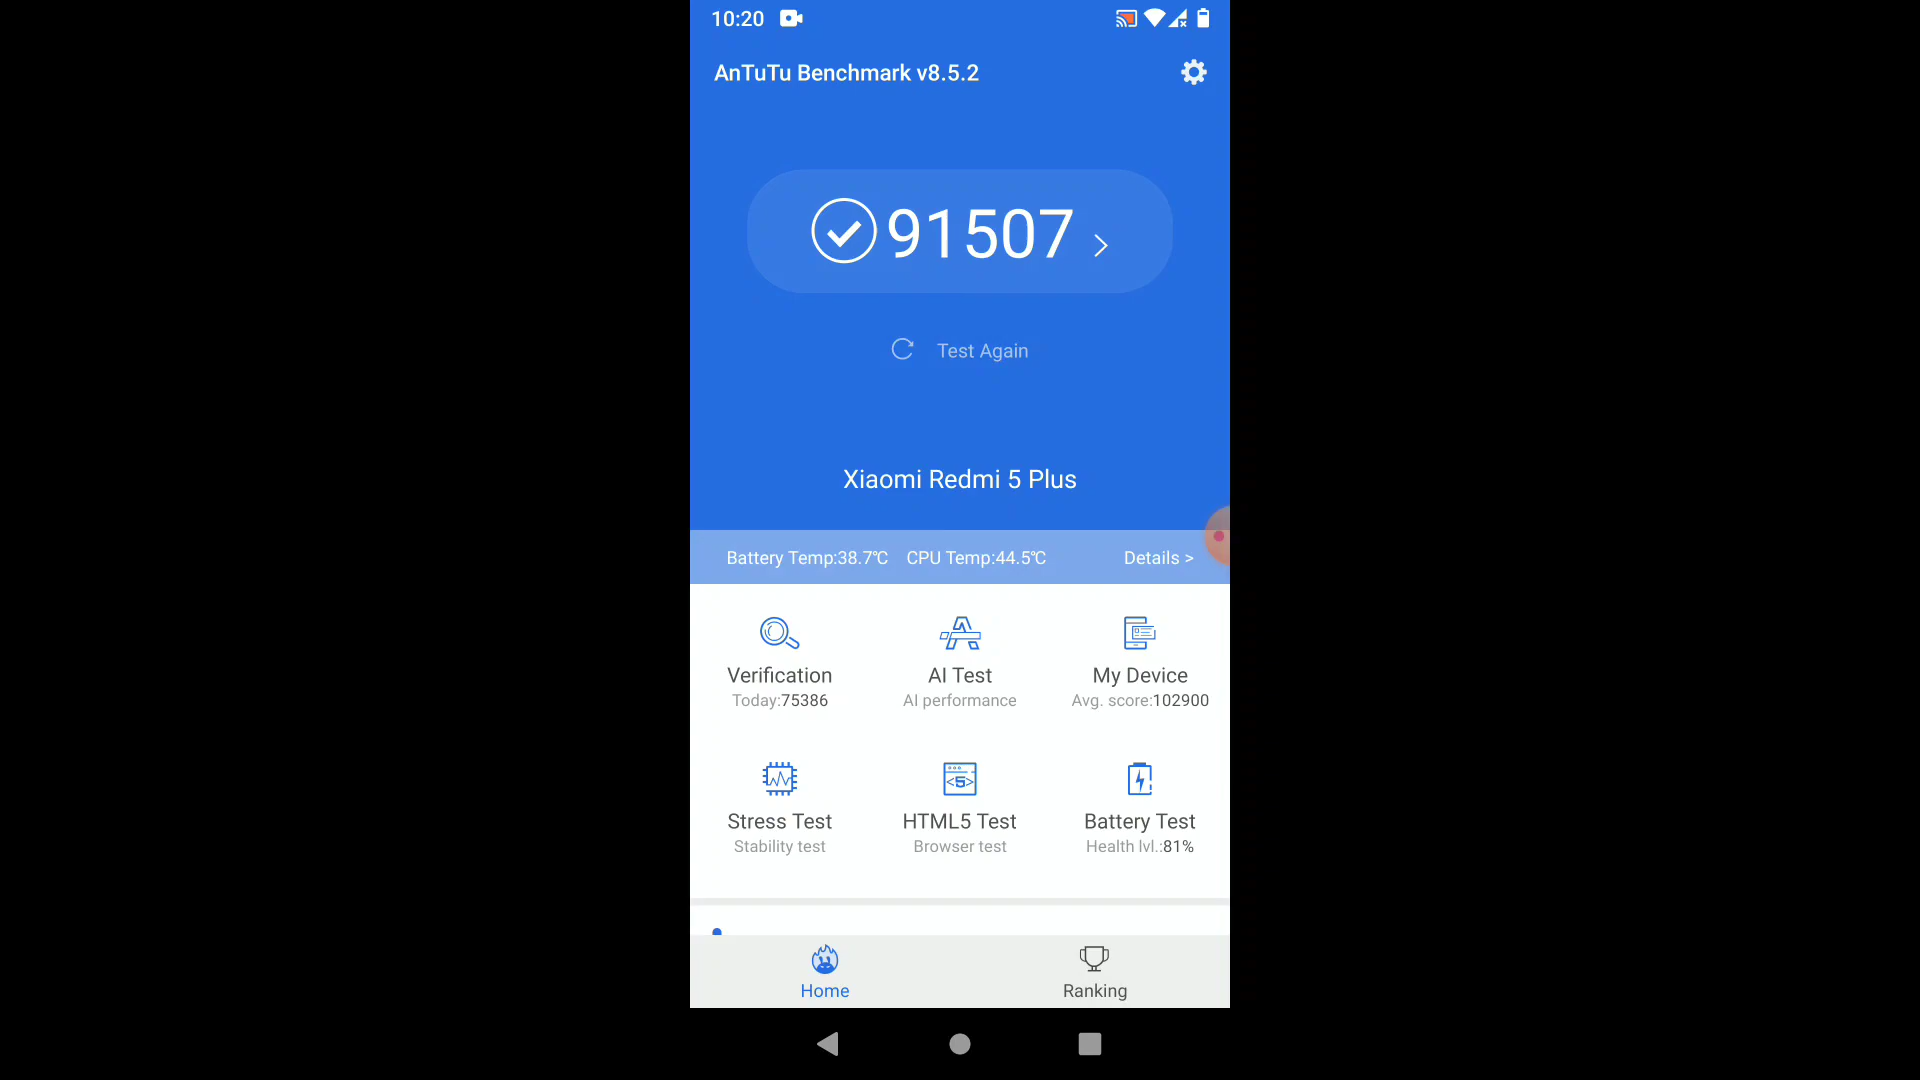 10:20
AnTuTu Benchmark v8.5.2
91507 >
Test Again
Xiaomi Redmi 5 Plus
Battery Temp:38.7℃ CPU Temp:44.5℃ Details >
Verification AI Test My Device
Today:75386 AI performance Avg. score:102900
<5>
Stress Test HTML5 Test Battery Test
Stability test Browser test Health lvl.:81%
Home Ranking